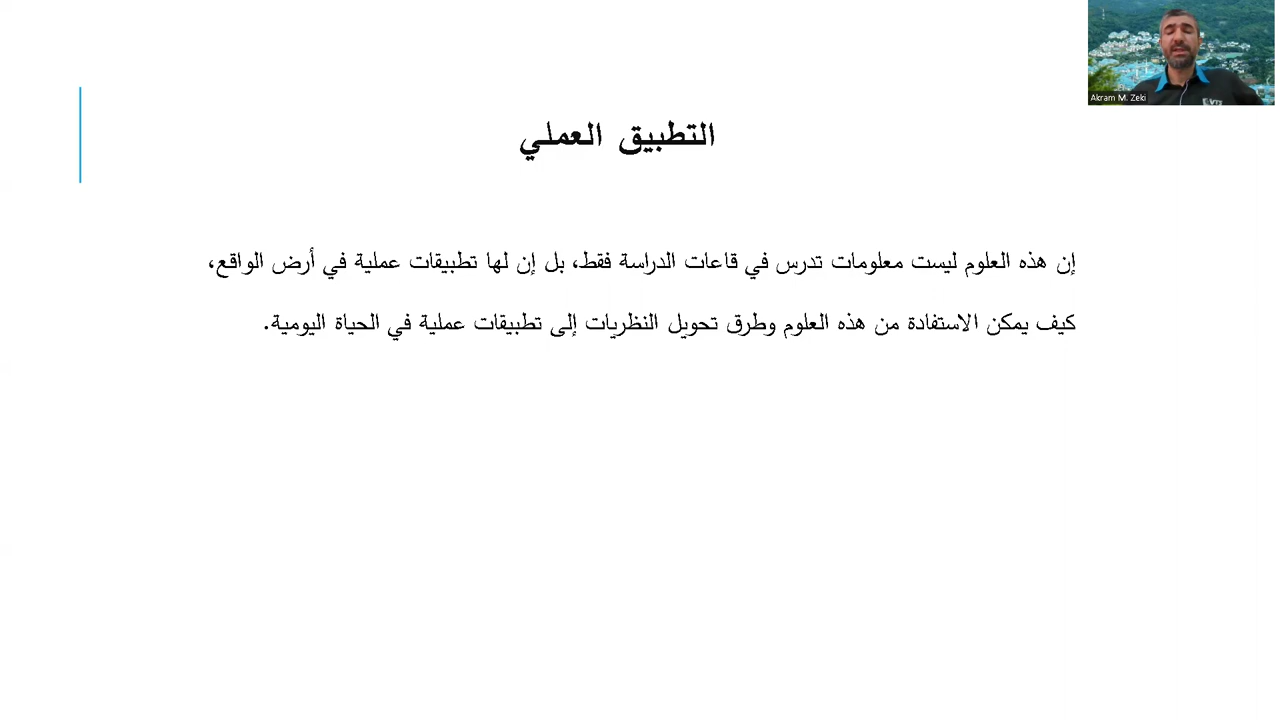 Akram M. Zeki
التطبيق العملي
إن هذه العلوم ليست معلومات تدرس في قاعات الدراسة فقط، بل إن لها تطبيقات عملية في أرض الواقع،
كيف يمكن الاستفادة من هذه العلوم وطرق تحويل النظريات إلى تطبيقات عملية في الحياة اليومية.